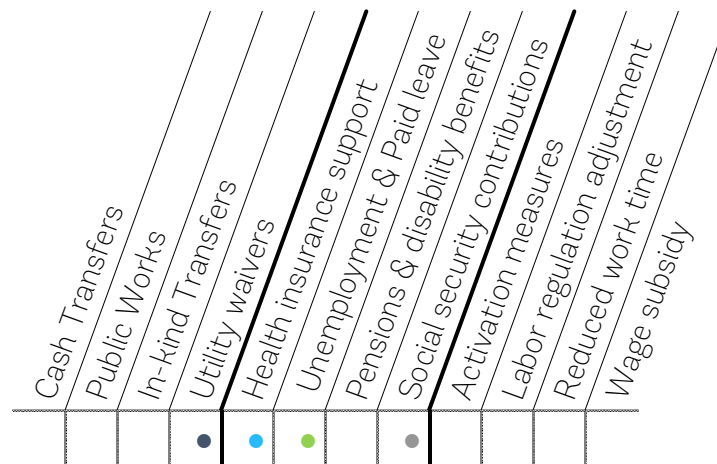 Cash Transfers
Public Works
In-kind Transfers
Utility waivers
Health insurance support
Unemployment & Paid leave
Pensions & disability benefits
Social security contributions
Activation measures
Labor regulation adjustment
Reduced work time
Wage subsidy